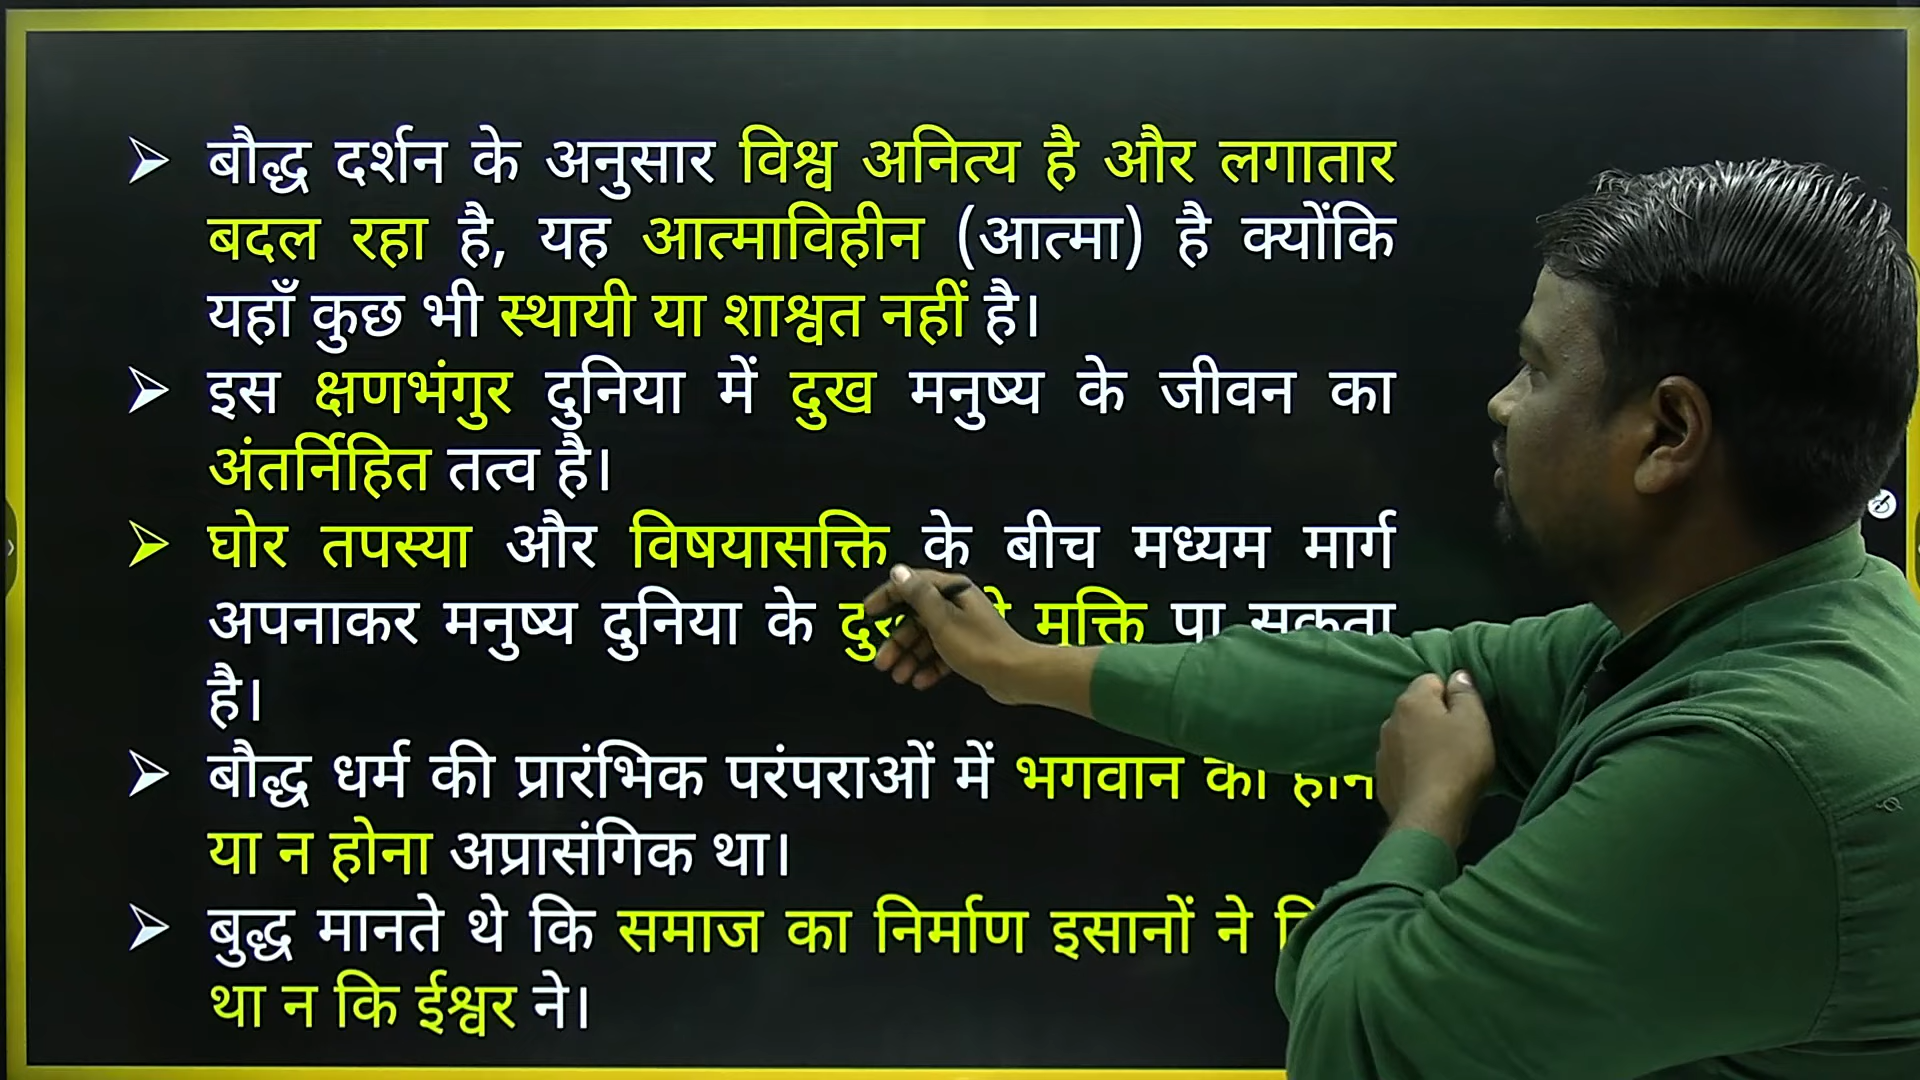 ➢ बौद्ध दर्शन के अनुसार विश्व अनित्य है और लगातार
बदल रहा है, यह आत्माविहीन (आत्मा) है क्योंकि
यहाँ कुछ भी स्थायी या शाश्वत नहीं है।
➢ इस क्षणभंगुर दुनिया में दुख मनुष्य के जीवन का
अंतर्निहित तत्व है।
➢ घोर तपस्या और विषयासक्ति के बीच मध्यम मार्ग
अपनाकर मनुष्य दुनिया के मुक्ति पा सकता
है।
➢ बौद्ध धर्म की प्रारंभिक परंपराओं में भगवान
या न होना अप्रासंगिक था।
➢ बुद्ध मानते थे कि समाज का निर्माण इसानों ने
था न कि ईश्वर ने।